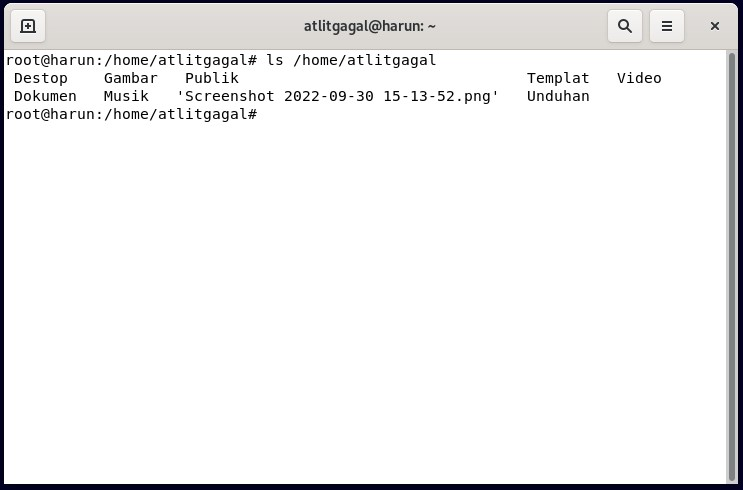 atlitgagal@harun: ~
root@harun:/home/atlitgagal# ls /home/atlitgagal
Destop Gambar Publik Templat Video
Dokumen Musik 'Screenshot 2022-09-30 15-13-52.png' Unduhan
root@harun:/home/atlitgagal#